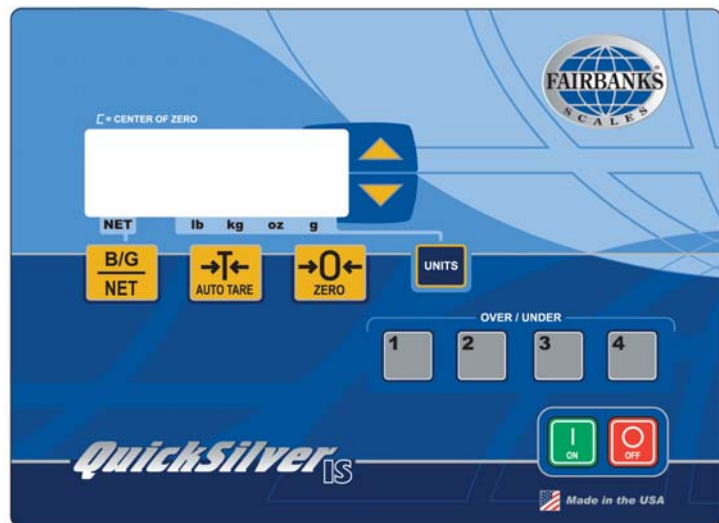 FAIRBANKS®
SCALES
⊏ = CENTER OF ZERO
NET lb kg oz g
B/G
NET
→T←
AUTO TARE
→0←
ZERO
UNITS
OVER / UNDER
1 2 3 4
QuickSilver IS
I
ON
O
OFF
Made in the USA